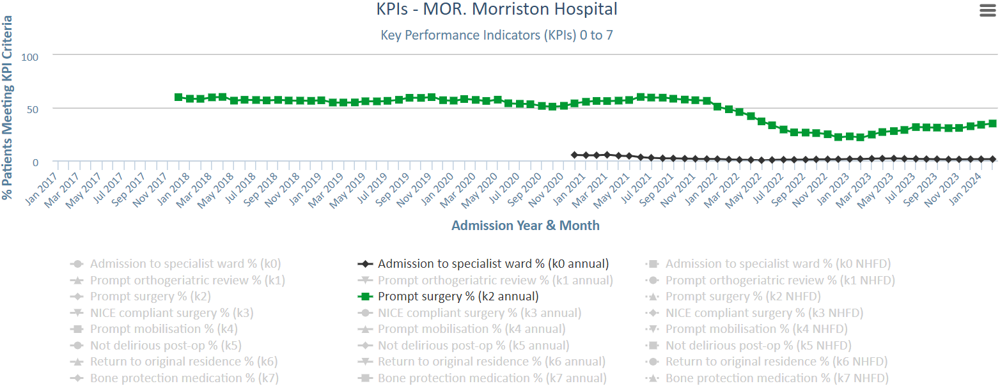 KPIs - MOR. Morriston Hospital
Key Performance Indicators (KPIs) 0 to 7
% Patients Meeting KPI Criteria
100
50
0
Jan 2017
Mar 2017
May 2017
Jul 2017
Sep 2017
Nov 2017
Jan 2018
Mar 2018
May 2018
Jul 2018
Sep 2018
Nov 2018
Jan 2019
Mar 2019
May 2019
Jul 2019
Sep 2019
Nov 2019
Jan 2020
Mar 2020
May 2020
Jul 2020
Sep 2020
Nov 2020
Jan 2021
Mar 2021
May 2021
Jul 2021
Sep 2021
Nov 2021
Jan 2022
Mar 2022
May 2022
Jul 2022
Sep 2022
Nov 2022
Jan 2023
Mar 2023
May 2023
Jul 2023
Sep 2023
Nov 2023
Jan 2024
Admission Year & Month
Admission to specialist ward % (k0)
Prompt orthogeriatric review % (k1)
Prompt surgery % (k2)
NICE compliant surgery % (k3)
Prompt mobilisation % (k4)
Not delirious post-op % (k5)
Return to original residence % (k6)
Bone protection medication % (k7)
Admission to specialist ward % (k0 annual)
Prompt orthogeriatric review % (k1 annual)
Prompt surgery % (k2 annual)
NICE compliant surgery % (k3 annual)
Prompt mobilisation % (k4 annual)
Not delirious post-op % (k5 annual)
Return to original residence % (k6 annual)
Bone protection medication % (k7 annual)
Admission to specialist ward % (k0 NHFD)
Prompt orthogeriatric review % (k1 NHFD)
Prompt surgery % (k2 NHFD)
NICE compliant surgery % (k3 NHFD)
Prompt mobilisation % (k4 NHFD)
Not delirious post-op % (k5 NHFD)
Return to original residence % (k6 NHFD)
Bone protection medication % (k7 NHFD)